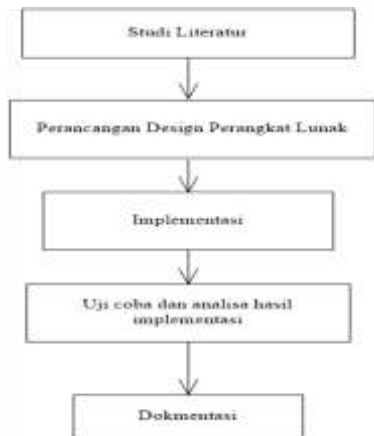 Studi Literatur
Perancangan Design Perangkat Lunak
Implementasi
Uji coba dan analisa hasil
implementasi
Dokmentasi